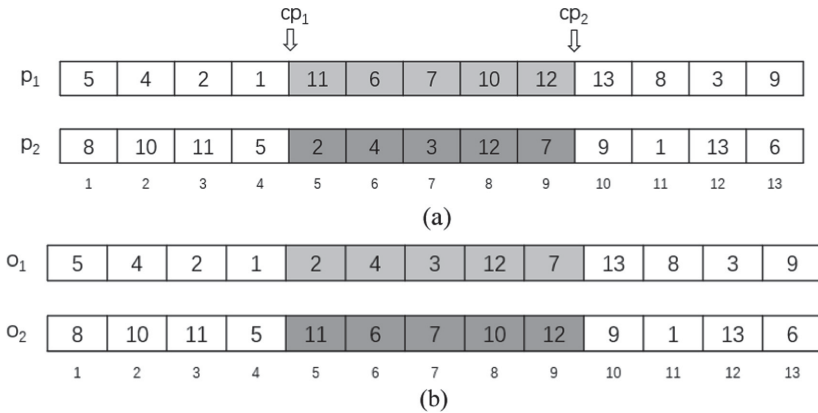 cp₁ cp₂
p₁ 5 4 2 1 11 6 7 10 12 13 8 3 9
p₂ 8 10 11 5 2 4 3 12 7 9 1 13 6
1 2 3 4 5 6 7 8 9 10 11 12 13
(a)
o₁ 5 4 2 1 2 4 3 12 7 13 8 3 9
o₂ 8 10 11 5 11 6 7 10 12 9 1 13 6
1 2 3 4 5 6 7 8 9 10 11 12 13
(b)